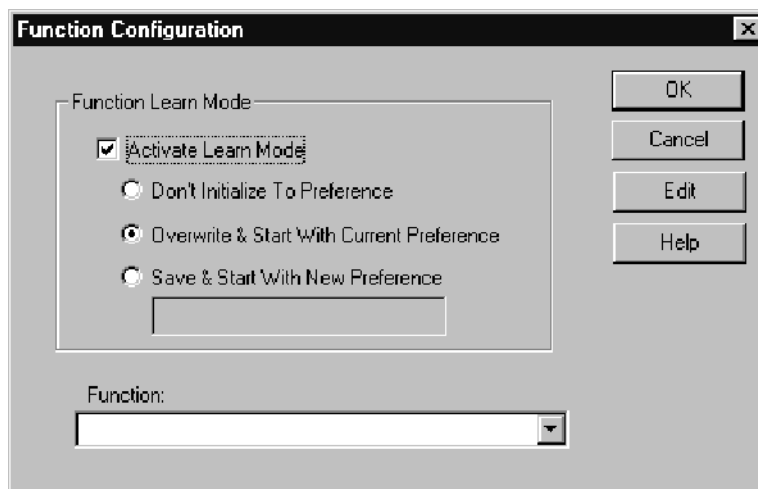 Function Configuration
Function Learn Mode
Activate Learn Mode
Don't Initialize To Preference
Overwrite & Start With Current Preference
Save & Start With New Preference
Function:
OK
Cancel
Edit
Help